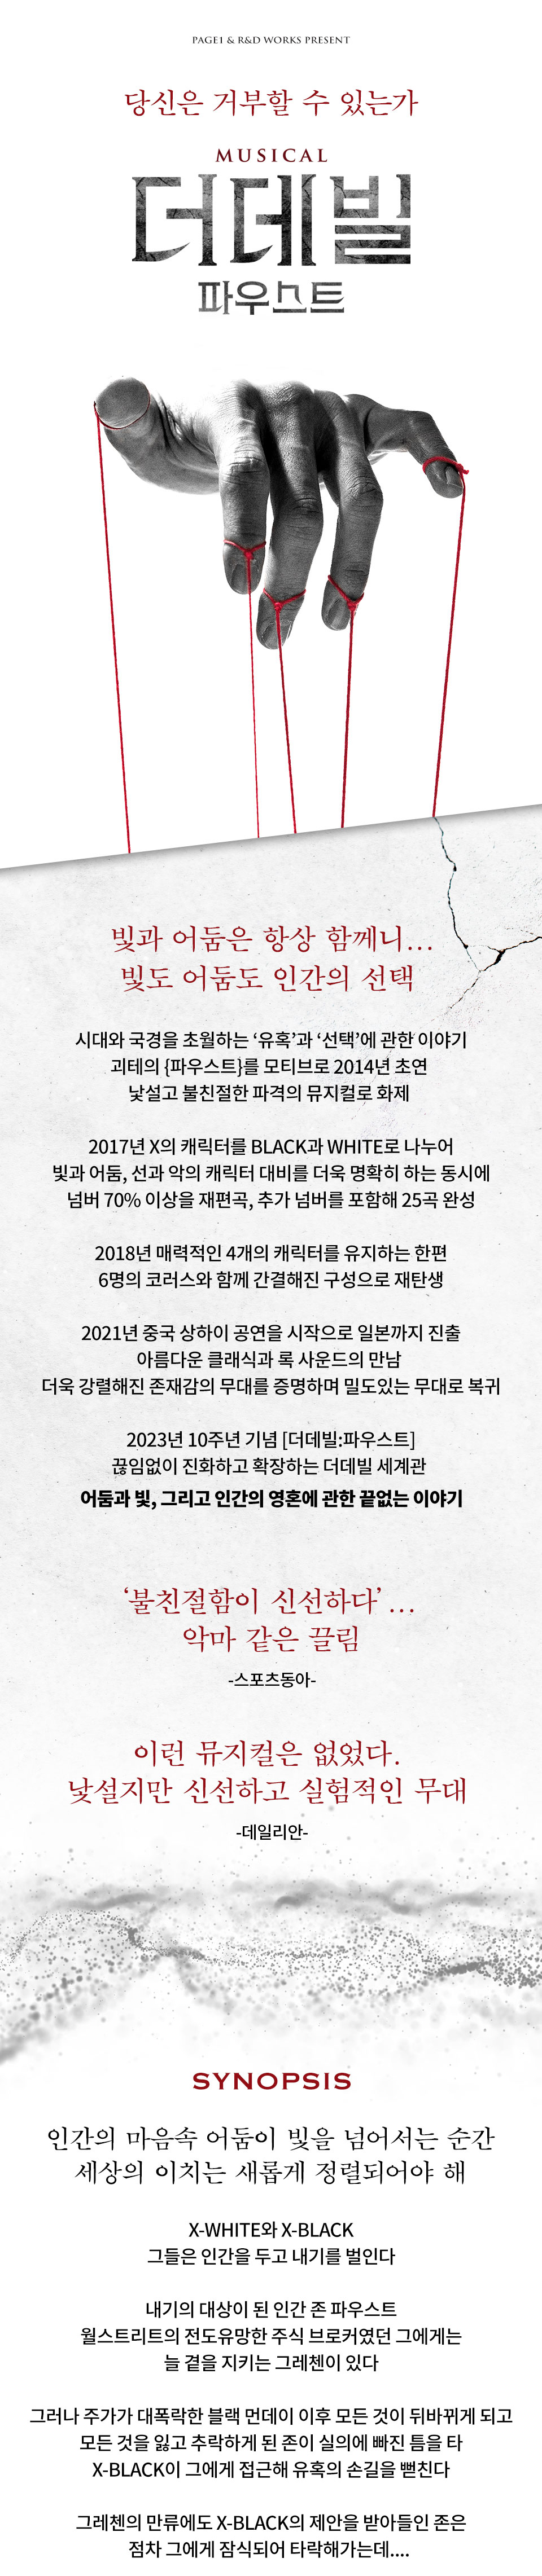 PAGE1 & R&D WORKS PRESENT
당신은 거부할 수 있는가
MUSICAL
더데빌
파우스트
빛과 어둠은 항상 함께니...
빛도 어둠도 인간의 선택
시대와 국경을 초월하는 ‘유혹’과 ‘선택’에 관한 이야기
괴테의 {파우스트}를 모티브로 2014년 초연
낯설고 불친절한 파격의 뮤지컬로 화제
2017년 X의 캐릭터를 BLACK과 WHITE로 나누어
빛과 어둠, 선과 악의 캐릭터 대비를 더욱 명확히 하는 동시에
넘버 70% 이상을 재편곡, 추가 넘버를 포함해 25곡 완성
2018년 매력적인 4개의 캐릭터를 유지하는 한편
6명의 코러스와 함께 간결해진 구성으로 재탄생
2021년 중국 상하이 공연을 시작으로 일본까지 진출
아름다운 클래식과 록 사운드의 만남
더욱 강렬해진 존재감의 무대를 증명하며 밀도있는 무대로 복귀
2023년 10주년 기념 [더데빌:파우스트]
끊임없이 진화하고 확장하는 더데빌 세계관
어둠과 빛, 그리고 인간의 영혼에 관한 끝없는 이야기
‘불친절함이 신선하다’...
악마 같은 끌림
-스포츠동아-
이런 뮤지컬은 없었다.
낯설지만 신선하고 실험적인 무대
-데일리안-
SYNOPSIS
인간의 마음속 어둠이 빛을 넘어서는 순간
세상의 이치는 새롭게 정렬되어야 해
X-WHITE와 X-BLACK
그들은 인간을 두고 내기를 벌인다
내기의 대상이 된 인간 존 파우스트
월스트리트의 전도유망한 주식 브로커였던 그에게는
늘 곁을 지키는 그레첸이 있다
그러나 주가가 대폭락한 블랙 먼데이 이후 모든 것이 뒤바뀌게 되고
모든 것을 잃고 추락하게 된 존이 실의에 빠진 틈을 타
X-BLACK이 그에게 접근해 유혹의 손길을 뻗친다
그레첸의 만류에도 X-BLACK의 제안을 받아들인 존은
점차 그에게 잠식되어 타락해가는데....